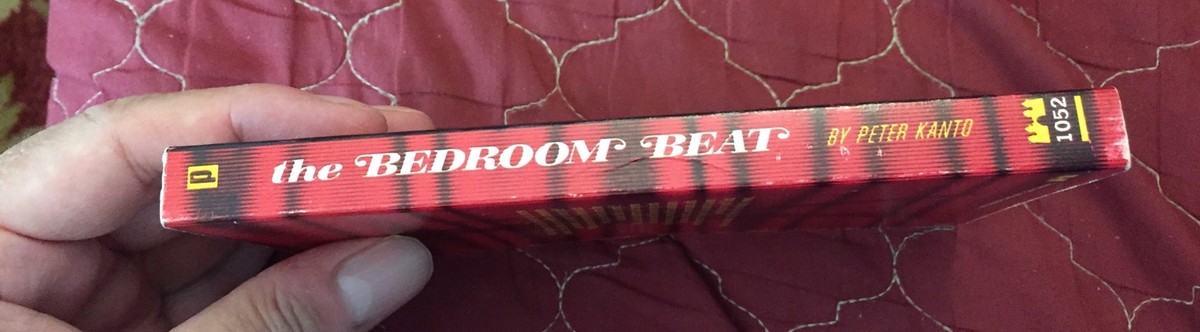 p
the BEDROOM BEAT
BY PETER KANTO
1052